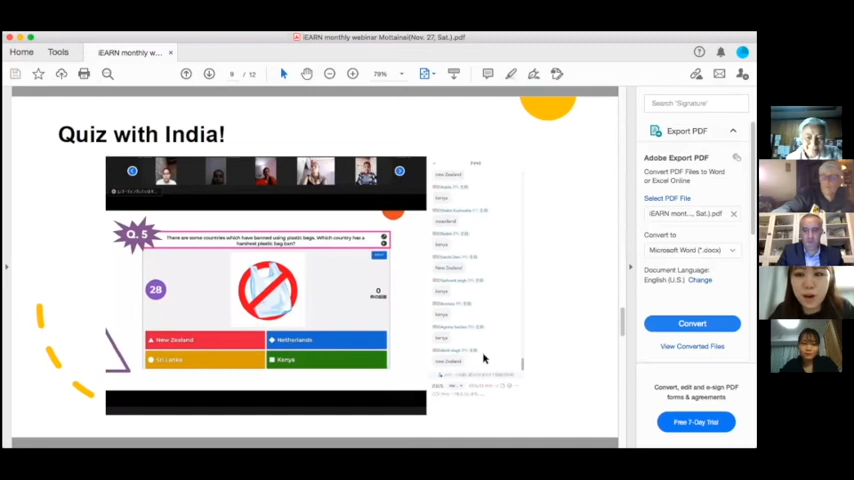 iEARN monthly webinar Mottainai(Nov. 27, Sat.).pdf
Home
Tools
iEARN monthly w...
9 / 12
79%
Quiz with India!
Q. 5
There are some countries which have banned using plastic bags. Which country has a
harshest plastic bag ban?
28
0
New Zealand
Netherlands
Sri Lanka
Kenya
new Zealand
kenya
kenya
New Zealand
kenya
kenya
kenya
new Zealand
Search 'Signature'
Export PDF
Adobe Export PDF
Convert PDF Files to Word
or Excel Online
Select PDF File
iEARN mont..., Sat.).pdf
Convert to
Microsoft Word (*.docx)
Document Language:
English (U.S.) Change
Convert
View Converted Files
Convert, edit and e-sign PDF
forms & agreements
Free 7-Day Trial